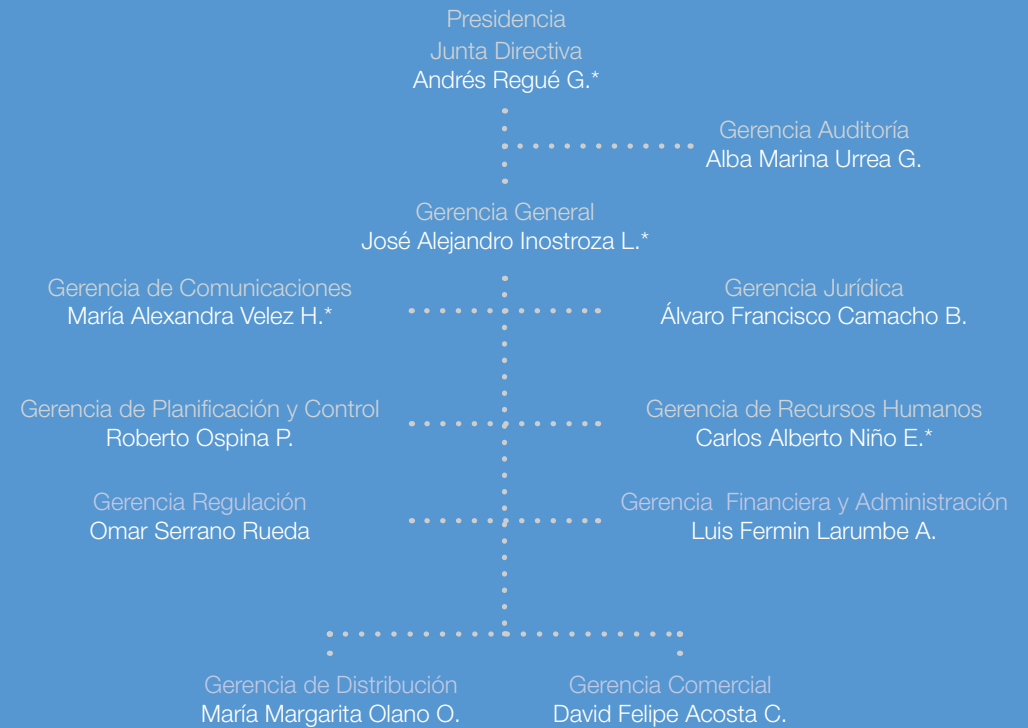 Presidencia
Junta Directiva
Andrés Regué G.*
Gerencia Auditoría
Alba Marina Urrea G.
Gerencia General
José Alejandro Inostroza L.*
Gerencia de Comunicaciones
María Alexandra Velez H.*
Gerencia Jurídica
Álvaro Francisco Camacho B.
Gerencia de Planificación y Control
Roberto Ospina P.
Gerencia de Recursos Humanos
Carlos Alberto Niño E.*
Gerencia Regulación
Omar Serrano Rueda
Gerencia Financiera y Administración
Luis Fermin Larumbe A.
Gerencia de Distribución
María Margarita Olano O.
Gerencia Comercial
David Felipe Acosta C.